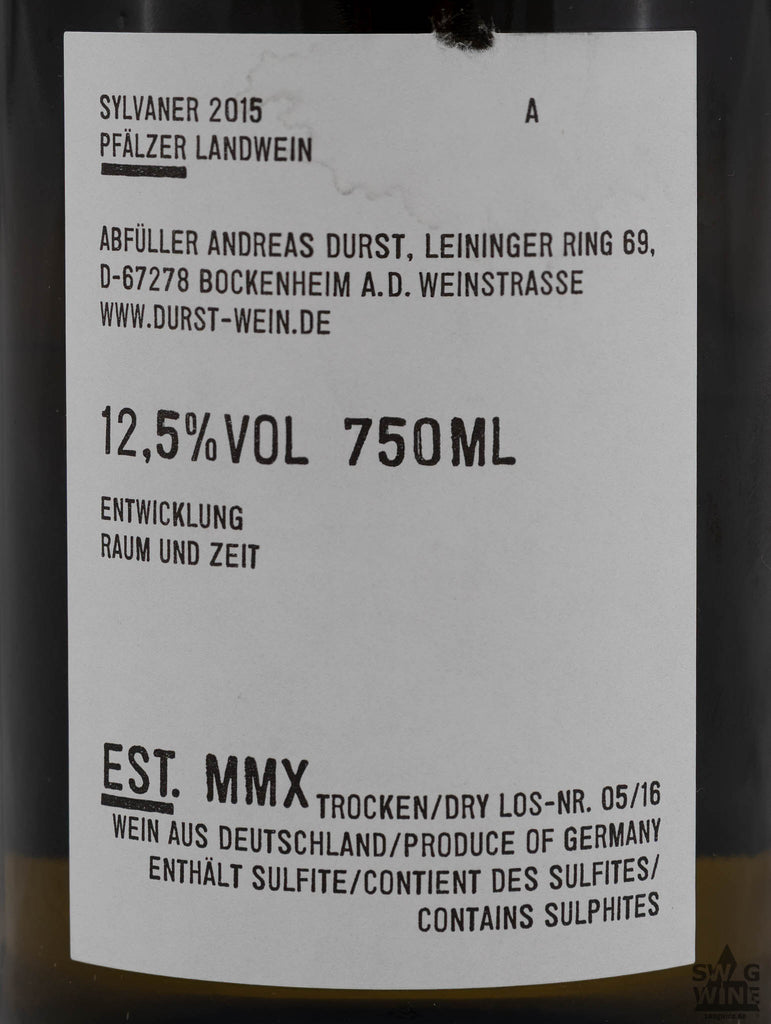 SYLVANER 2015 A
PFÄLZER LANDWEIN
ABFÜLLER ANDREAS DURST, LEININGER RING 69,
D-67278 BOCKENHEIM A.D. WEINSTRASSE
WWW.DURST-WEIN.DE
12,5% VOL 750ML
ENTWICKLUNG
RAUM UND ZEIT
EST. MMX TROCKEN/DRY LOS-NR. 05/16
WEIN AUS DEUTSCHLAND/PRODUCE OF GERMANY
ENTHÄLT SULFITE/CONTIENT DES SULFITES/
CONTAINS SULPHITES
SWAG
WINE